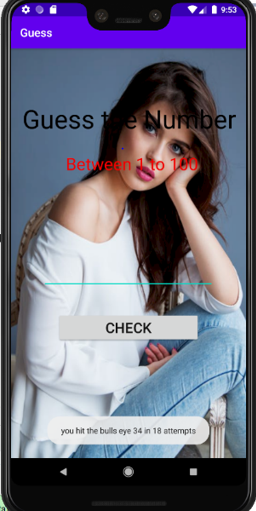 9:53
Guess
Guess the Number
Between 1 to 100
CHECK
you hit the bulls eye 34 in 18 attempts